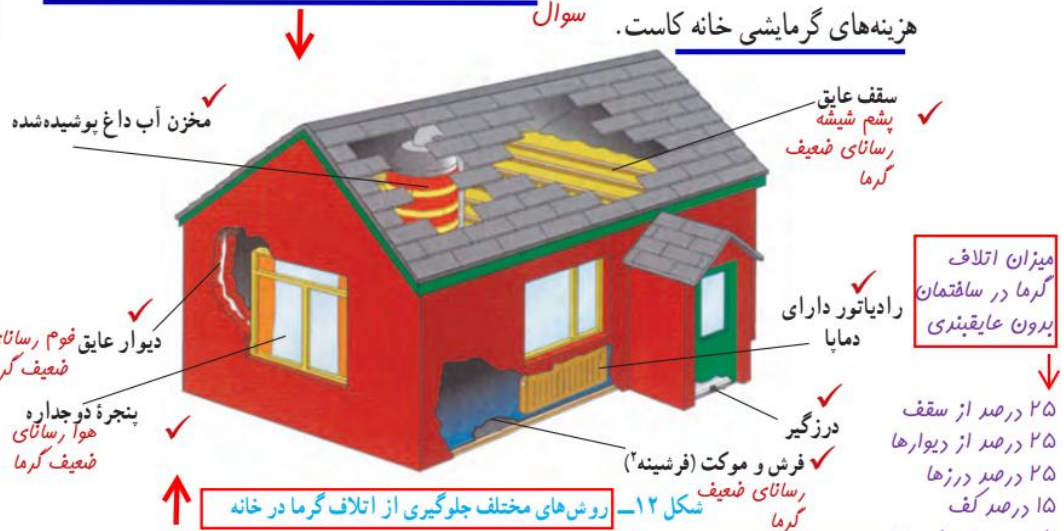 سوال
هزینه‌های گرمایشی خانه کاست.
سقف عایق
پشم شیشه
رسانای ضعیف
گرما
مخزن آب داغ پوشیده‌شده
میزان اتلاف
گرما در ساختمان
بدون عایقبندی
۲۵ درصد از سقف
۲۵ درصد از دیوارها
۲۵ درصد درزها
۱۵ درصد کف
رادیاتور دارای
دماپا
درزگیر
دیوار عایق
فوم رسانای
ضعیف
پنجرهٔ دوجداره
هوا رسانای
ضعیف گرما
فرش و موکت (فرشینه۲)
رسانای ضعیف
گرما
شکل ۱۲ــ روش‌های مختلف جلوگیری از اتلاف گرما در خانه